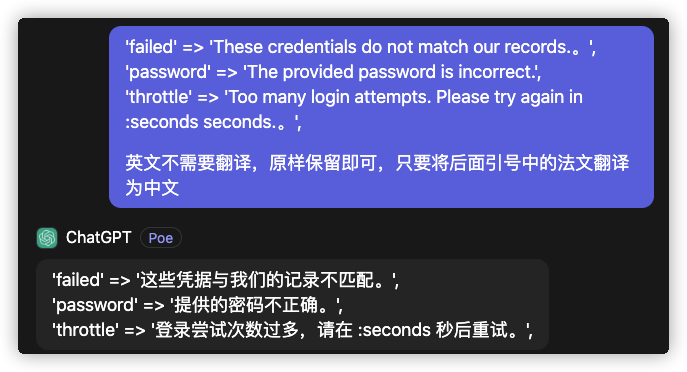 'failed' => 'These credentials do not match our records.。',
'password' => 'The provided password is incorrect.',
'throttle' => 'Too many login attempts. Please try again in
:seconds seconds.。',
英文不需要翻译，原样保留即可，只要将后面引号中的法文翻译
为中文
ChatGPT Poe
'failed' => '这些凭据与我们的记录不匹配。',
'password' => '提供的密码不正确。',
'throttle' => '登录尝试次数过多，请在 :seconds 秒后重试。',